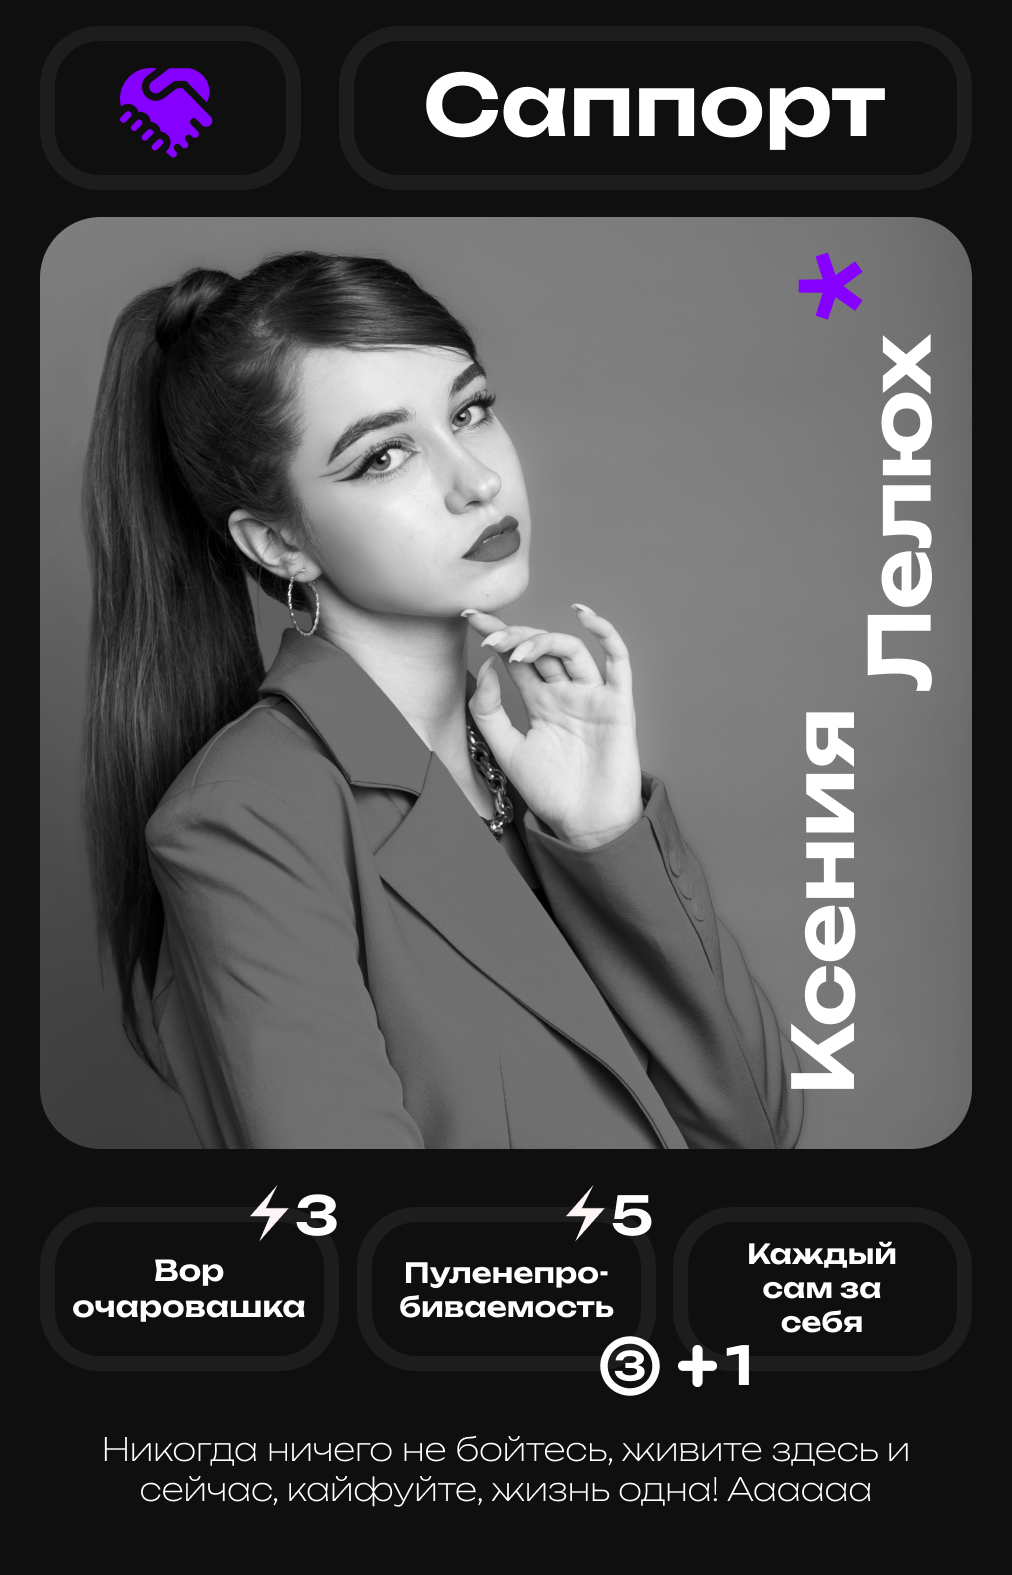 Саппорт
Ксения
Лелюх
3
Вор
очаровашка
5
Пуленепро-
биваемость
3
Каждый
сам за
себя
+1
Никогда ничего не бойтесь, живите здесь и
сейчас, кайфуйте, жизнь одна! Аааааа